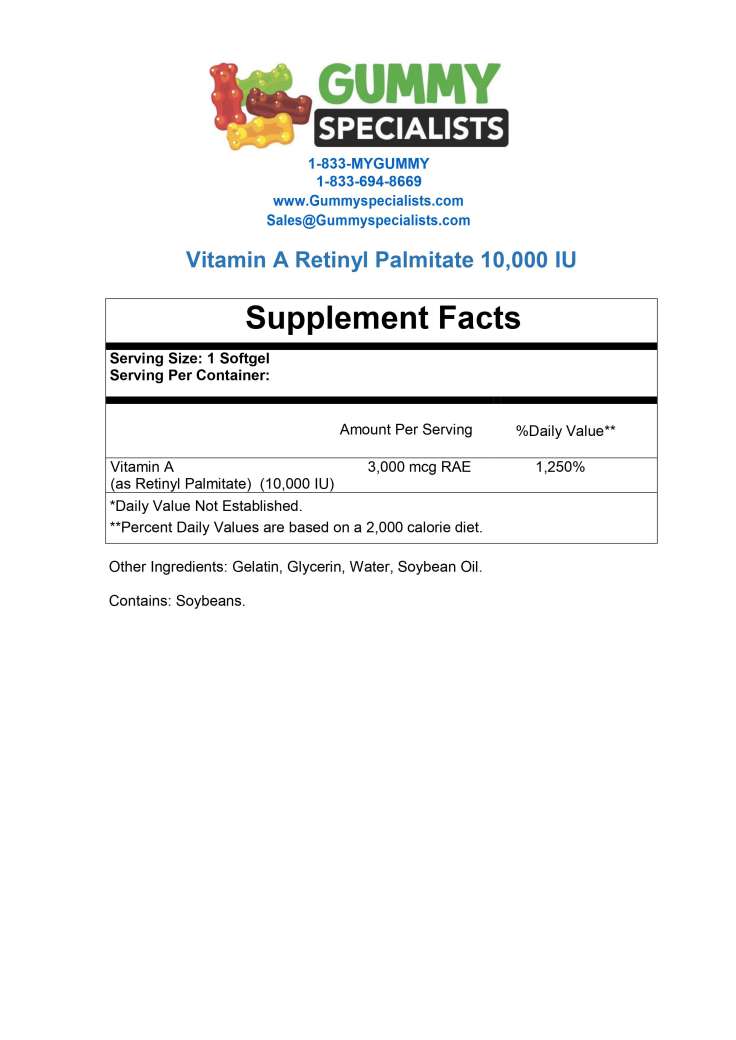 GUMMY
SPECIALISTS
1-833-MYGUMMY
1-833-694-8669
www.Gummyspecialists.com
Sales@Gummyspecialists.com
Vitamin A Retinyl Palmitate 10,000 IU
Supplement Facts
Serving Size: 1 Softgel
Serving Per Container:
Amount Per Serving %Daily Value**
Vitamin A 3,000 mcg RAE 1,250%
(as Retinyl Palmitate) (10,000 IU)
*Daily Value Not Established.
**Percent Daily Values are based on a 2,000 calorie diet.
Other Ingredients: Gelatin, Glycerin, Water, Soybean Oil.
Contains: Soybeans.